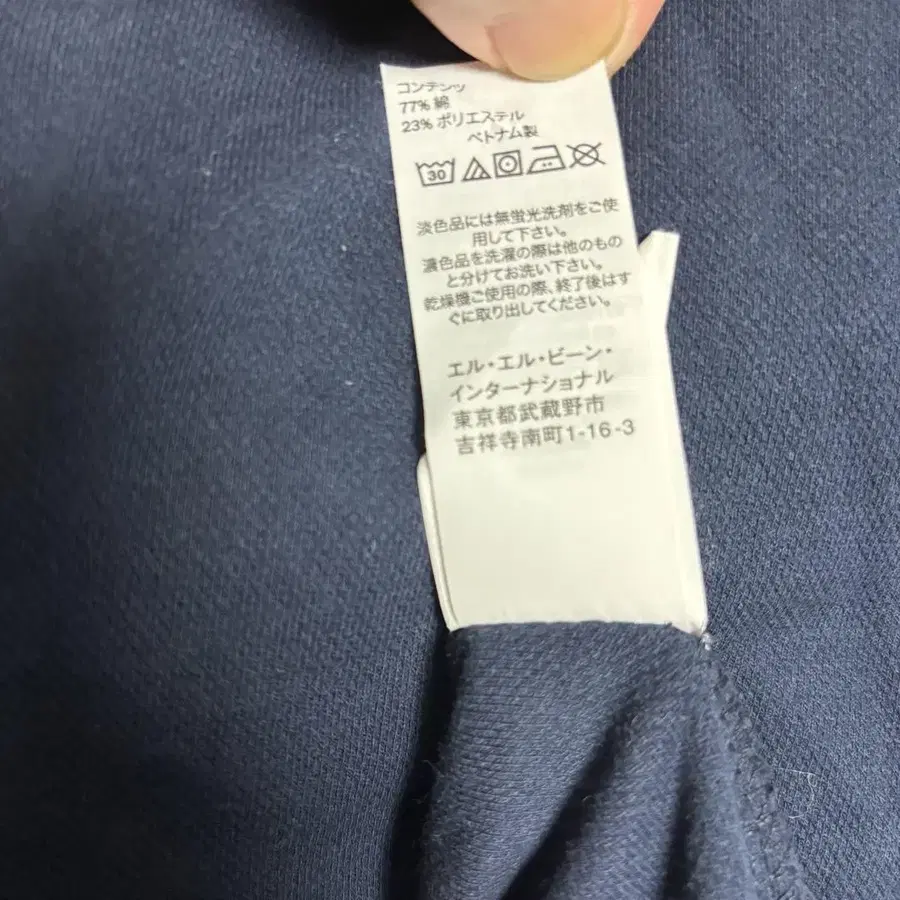 コンテンツ
77% 綿
23% ポリエステル
ベトナム製
30
淡色品には無蛍光洗剤をご使
用して下さい。
濃色品を洗濯の際は他のもの
と分けてお洗い下さい。
乾燥機ご使用の際、終了後はす
ぐに取り出してください。
エル・エル・ビーン・
インターナショナル
東京都武蔵野市
吉祥寺南町1-16-3